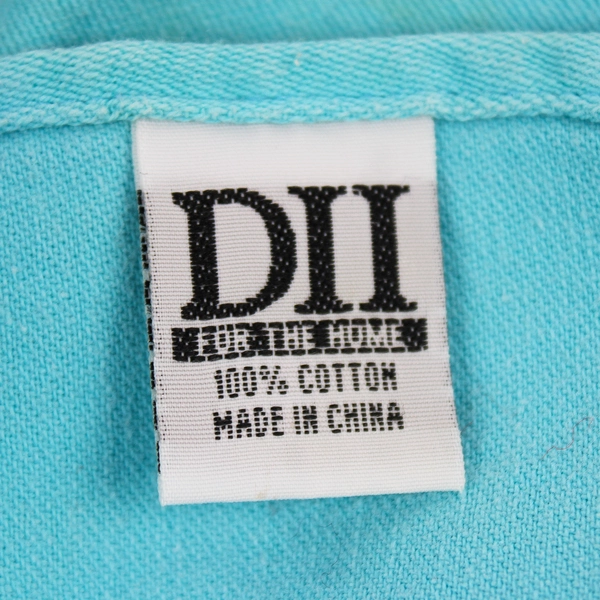 DII
FOR THE HOME
100% COTTON
MADE IN CHINA